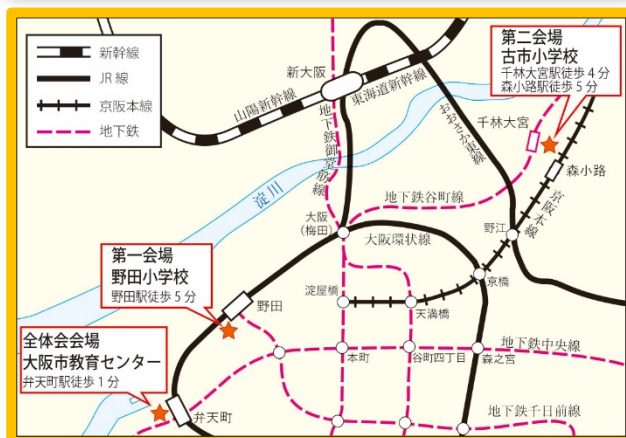 新幹線
JR線
京阪本線
地下鉄
新大阪
山陽新幹線
東海道新幹線
地下鉄御堂筋線
おおさか東線
第二会場
古市小学校
千林大宮駅徒歩4分
森小路駅徒歩5分
千林大宮
森小路
京阪本線
淀川
地下鉄谷町線
大阪
(梅田)
大阪環状線
野江
第一会場
野田小学校
野田駅徒歩5分
野田
淀屋橋
天満橋
京橋
全体会会場
大阪市教育センター
弁天町駅徒歩1分
本町
谷町四丁目
森之宮
地下鉄中央線
弁天町
地下鉄千日前線